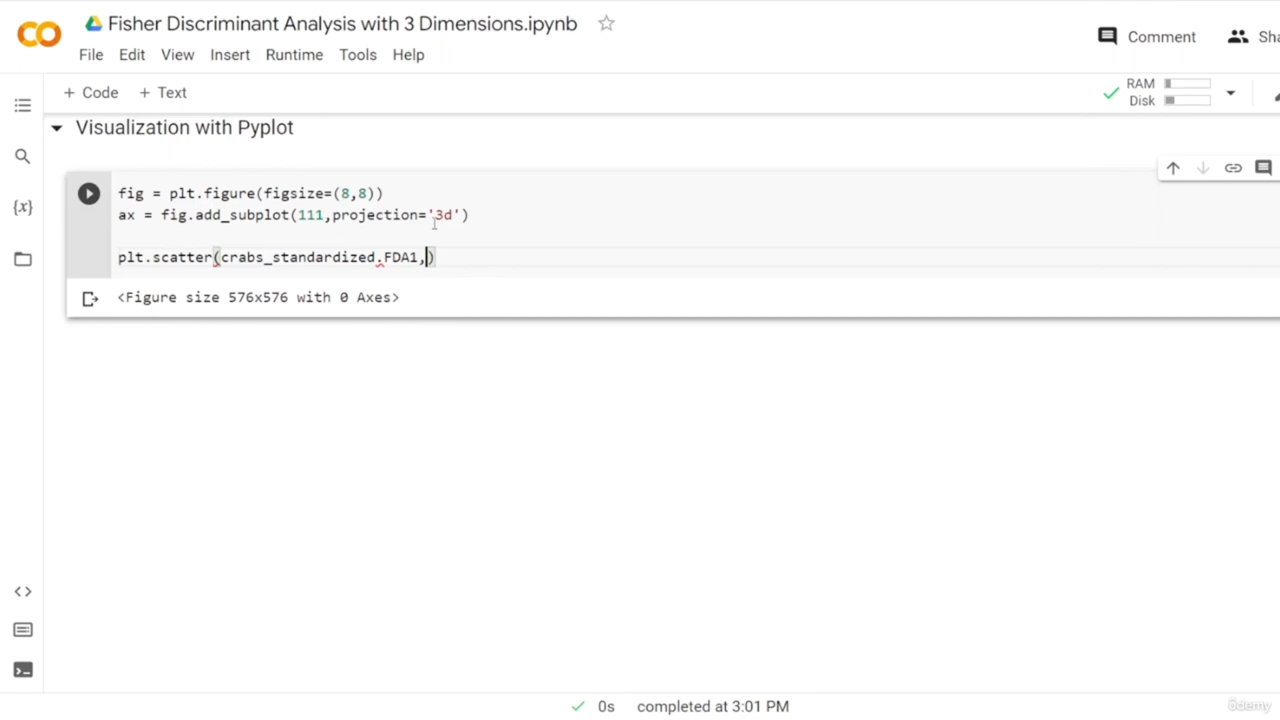 Fisher Discriminant Analysis with 3 Dimensions.ipynb
Comment
File Edit View Insert Runtime Tools Help
+ Code + Text
RAM
Disk
Visualization with Pyplot
fig = plt.figure(figsize=(8,8))
ax = fig.add_subplot(111,projection='3d')
plt.scatter(crabs_standardized.FDA1,)
<Figure size 576x576 with 0 Axes>
{x}
0s completed at 3:01 PM
ûdemy